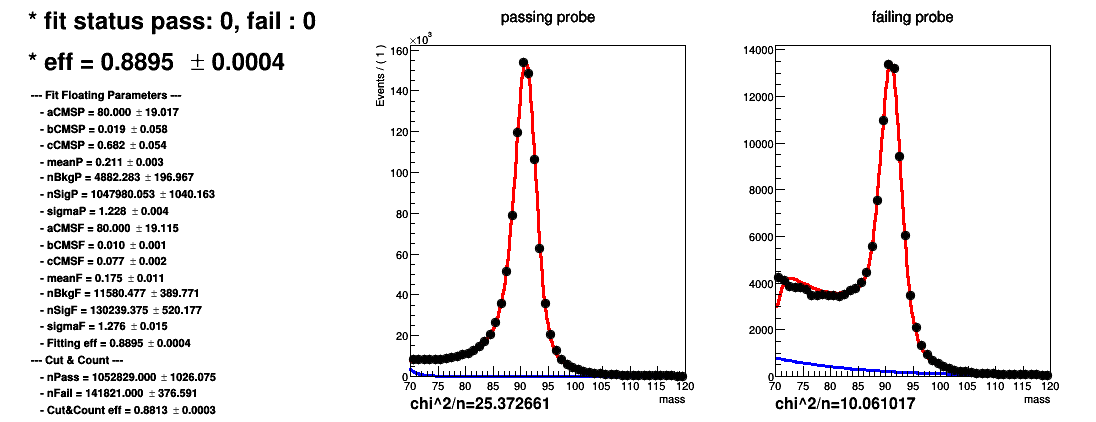 * fit status pass: 0, fail : 0
* eff = 0.8895 ± 0.0004
--- Fit Floating Parameters ---
- aCMSP = 80.000 ± 19.017
- bCMSP = 0.019 ± 0.058
- cCMSP = 0.682 ± 0.054
- meanP = 0.211 ± 0.003
- nBkgP = 4882.283 ± 196.967
- nSigP = 1047980.053 ± 1040.163
- sigmaP = 1.228 ± 0.004
- aCMSF = 80.000 ± 19.115
- bCMSF = 0.010 ± 0.001
- cCMSF = 0.077 ± 0.002
- meanF = 0.175 ± 0.011
- nBkgF = 11580.477 ± 389.771
- nSigF = 130239.375 ± 520.177
- sigmaF = 1.276 ± 0.015
- Fitting eff = 0.8895 ± 0.0004
--- Cut & Count ---
- nPass = 1052829.000 ± 1026.075
- nFail = 141821.000 ± 376.591
- Cut&Count eff = 0.8813 ± 0.0003
passing probe
×10³
Events / ( 1 )
160
140
120
100
80
60
40
20
0
70 75 80 85 90 95 100 105 110 115 120
mass
chi^2/n=25.372661
failing probe
14000
12000
10000
8000
6000
4000
2000
0
70 75 80 85 90 95 100 105 110 115 120
mass
chi^2/n=10.061017